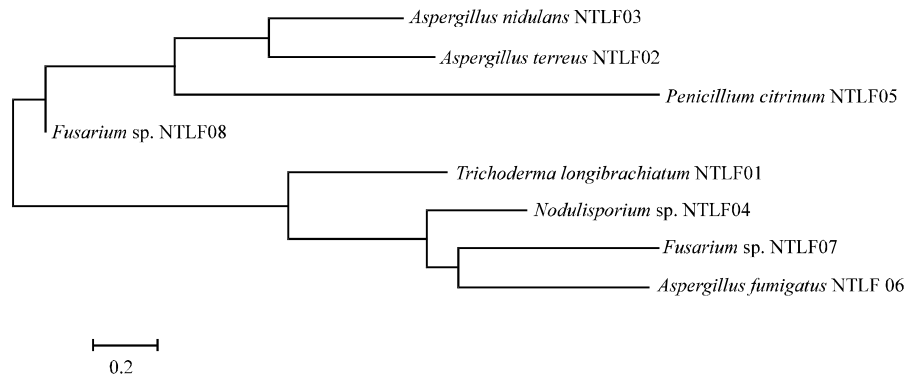 Aspergillus nidulans NTLF03
Aspergillus terreus NTLF02
Penicillium citrinum NTLF05
Fusarium sp. NTLF08
Trichoderma longibrachiatum NTLF01
Nodulisporium sp. NTLF04
Fusarium sp. NTLF07
Aspergillus fumigatus NTLF 06
0.2